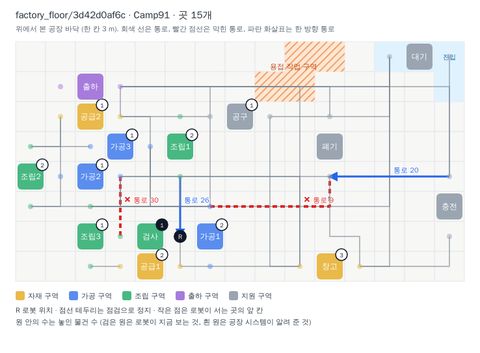 factory_floor/3d42d0af6c · Camp91 · 곳 15개
위에서 본 공장 바닥 (한 칸 3 m). 회색 선은 통로, 빨간 점선은 막힌 통로, 파란 화살표는 한 방향 통로
대기
진입
용접 작업 구역
출하
1
공급2
1
공구
1
가공3
2
조립1
폐기
2
조립2
2
가공2
통로 20
통로 30
통로 26
충전
조립3
1
검사
R
2
가공1
2
공급1
3
창고
자재 구역
가공 구역
조립 구역
출하 구역
지원 구역
R 로봇 위치 · 점선 테두리는 점검으로 정지 · 작은 점은 로봇이 서는 곳의 앞 칸
원 안의 수는 놓인 물건 수 (검은 원은 로봇이 지금 보는 것, 흰 원은 공장 시스템이 알려 준 것)